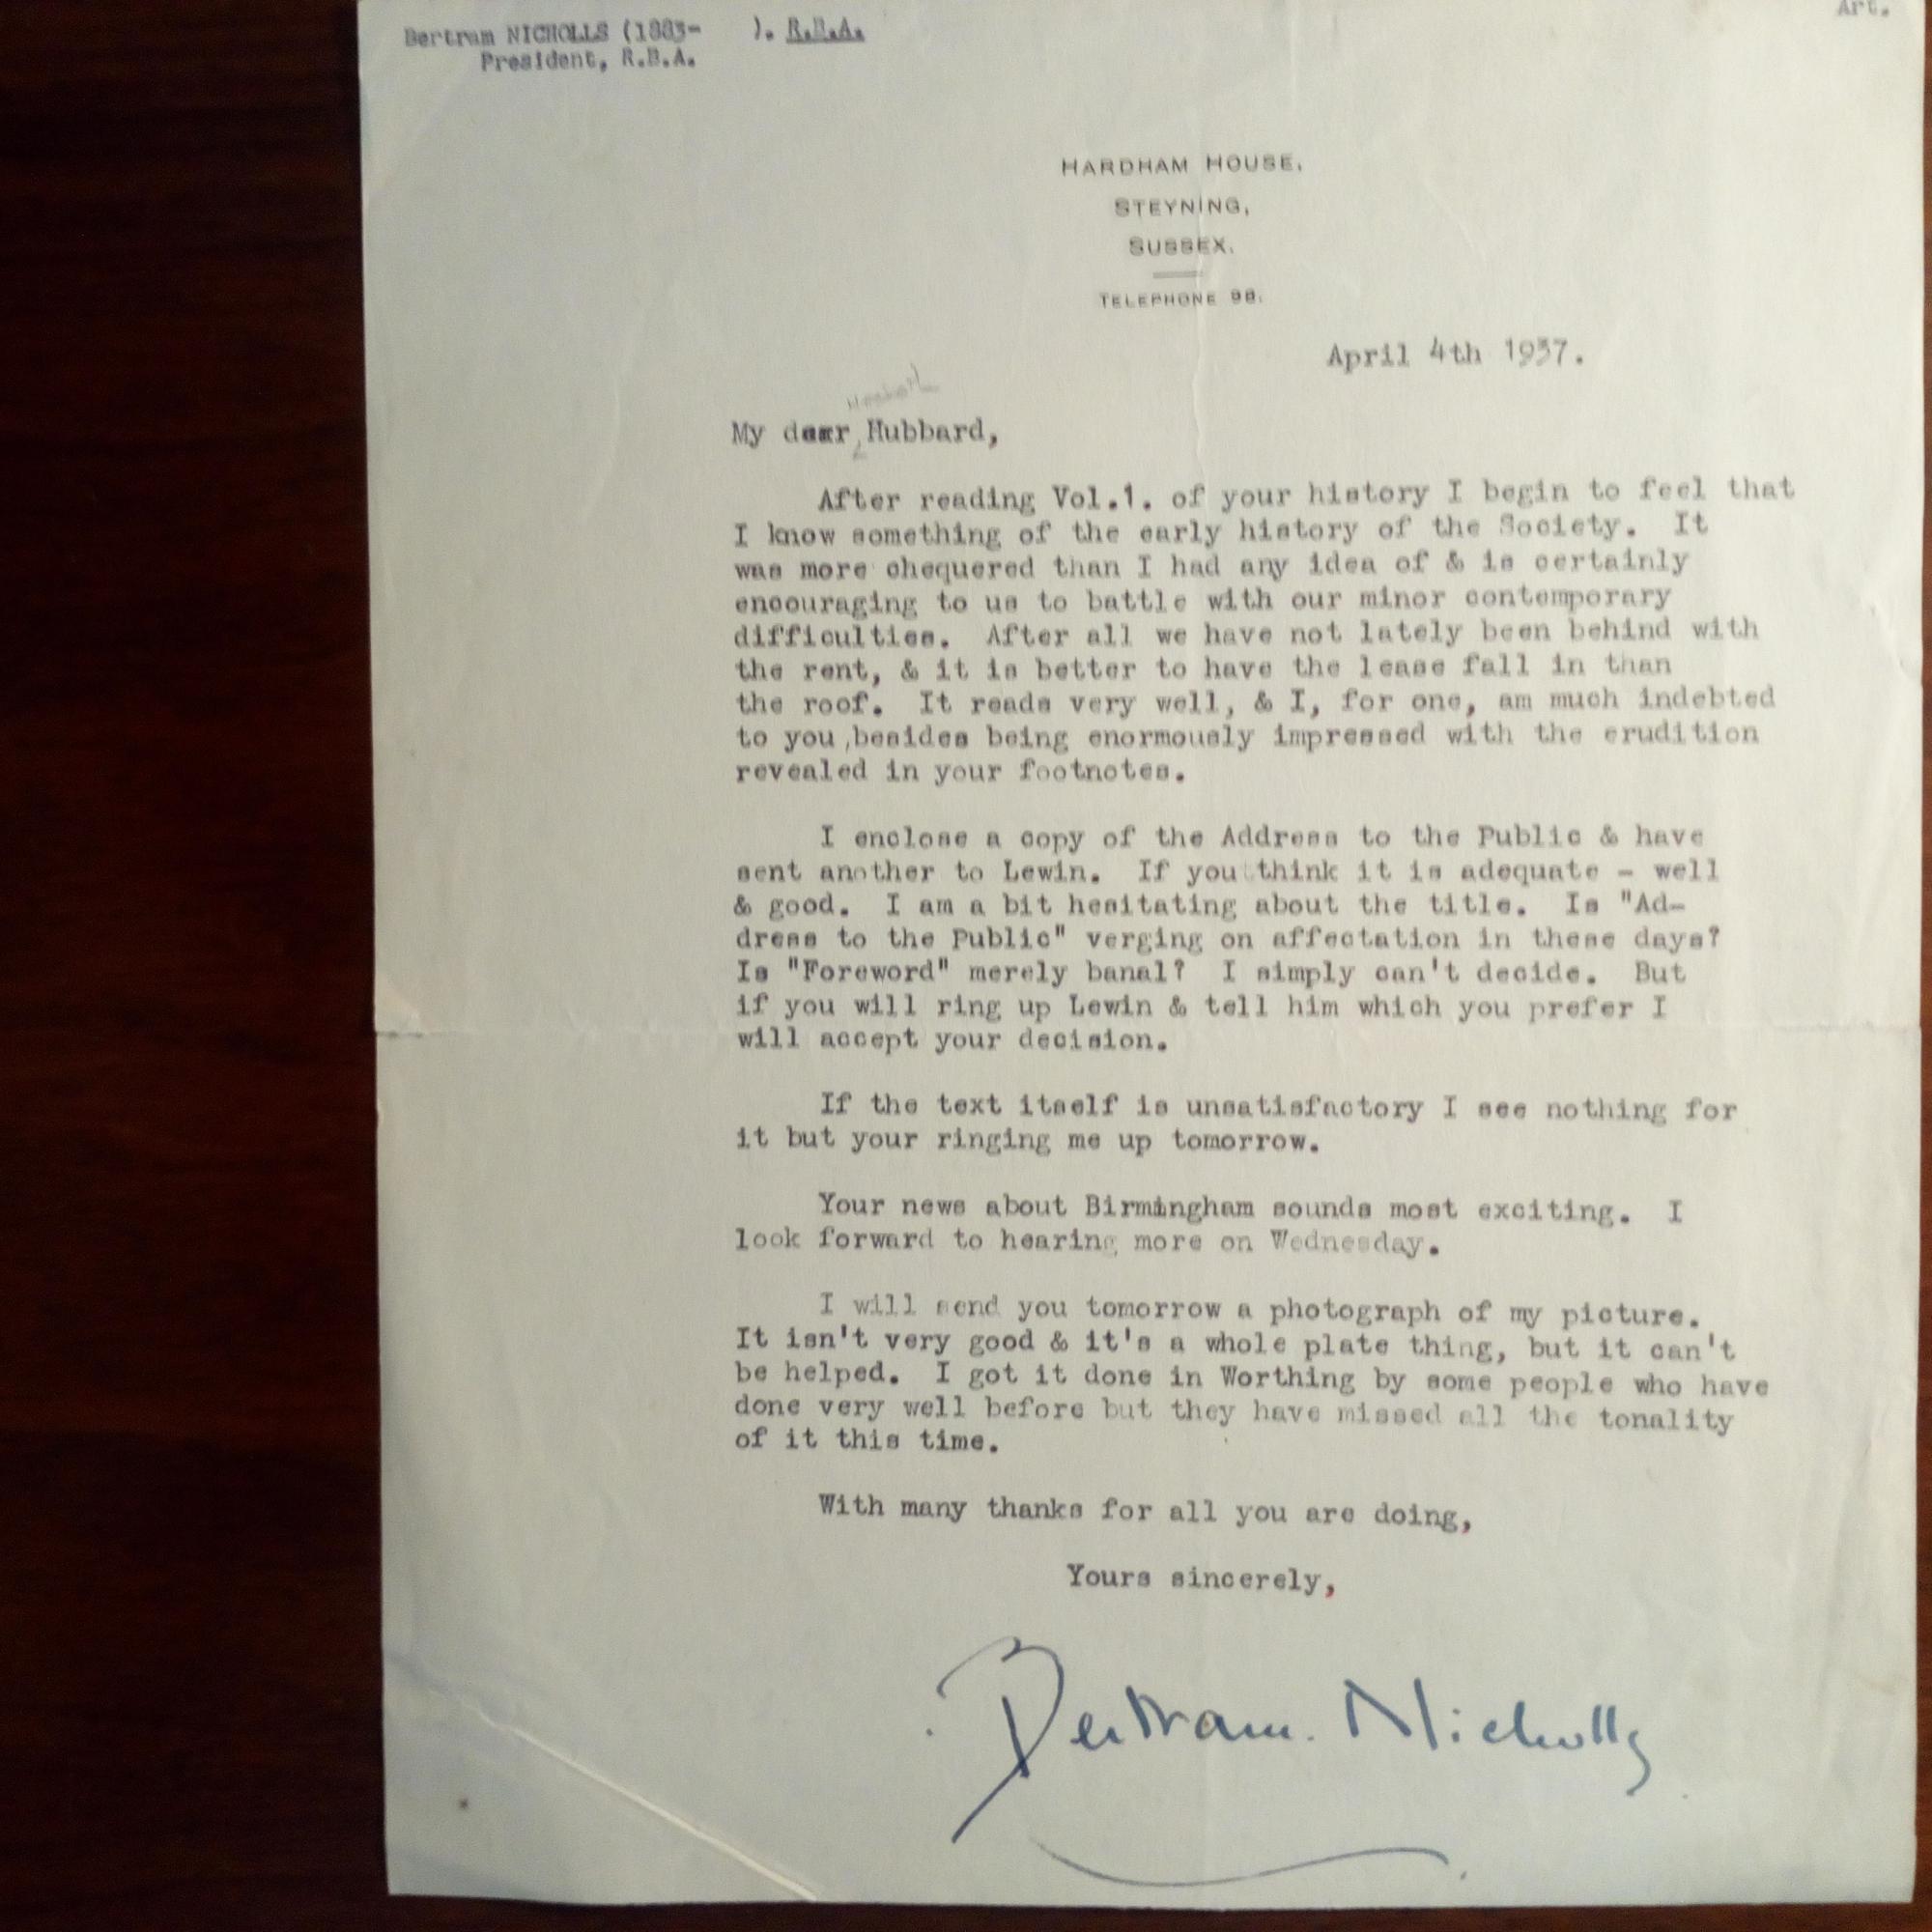 Art.
Bertram NICHOLLS (1883-      ). R.B.A.
President, R.B.A.
HARDHAM HOUSE,
STEYNING,
SUSSEX.
TELEPHONE 98.
April 4th 1937.
My dear Hubbard,
After reading Vol.1. of your history I begin to feel that
I know something of the early history of the Society.  It
was more chequered than I had any idea of & is certainly
encouraging to us to battle with our minor contemporary
difficulties.  After all we have not lately been behind with
the rent, & it is better to have the lease fall in than
the roof.  It reads very well, & I, for one, am much indebted
to you ,besides being enormously impressed with the erudition
revealed in your footnotes.
I enclose a copy of the Address to the Public & have
sent another to Lewin.  If you think it is adequate - well
& good.  I am a bit hesitating about the title.  Is "Ad-
dress to the Public" verging on affectation in these days?
Is "Foreword" merely banal?  I simply can't decide.  But
if you will ring up Lewin & tell him which you prefer I
will accept your decision.
If the text itself is unsatisfactory I see nothing for
it but your ringing me up tomorrow.
Your news about Birmingham sounds most exciting.  I
look forward to hearing more on Wednesday.
I will send you tomorrow a photograph of my picture.
It isn't very good & it's a whole plate thing, but it can't
be helped.  I got it done in Worthing by some people who have
done very well before but they have missed all the tonality
of it this time.
With many thanks for all you are doing,
Yours sincerely,
Bertram. Nicholls